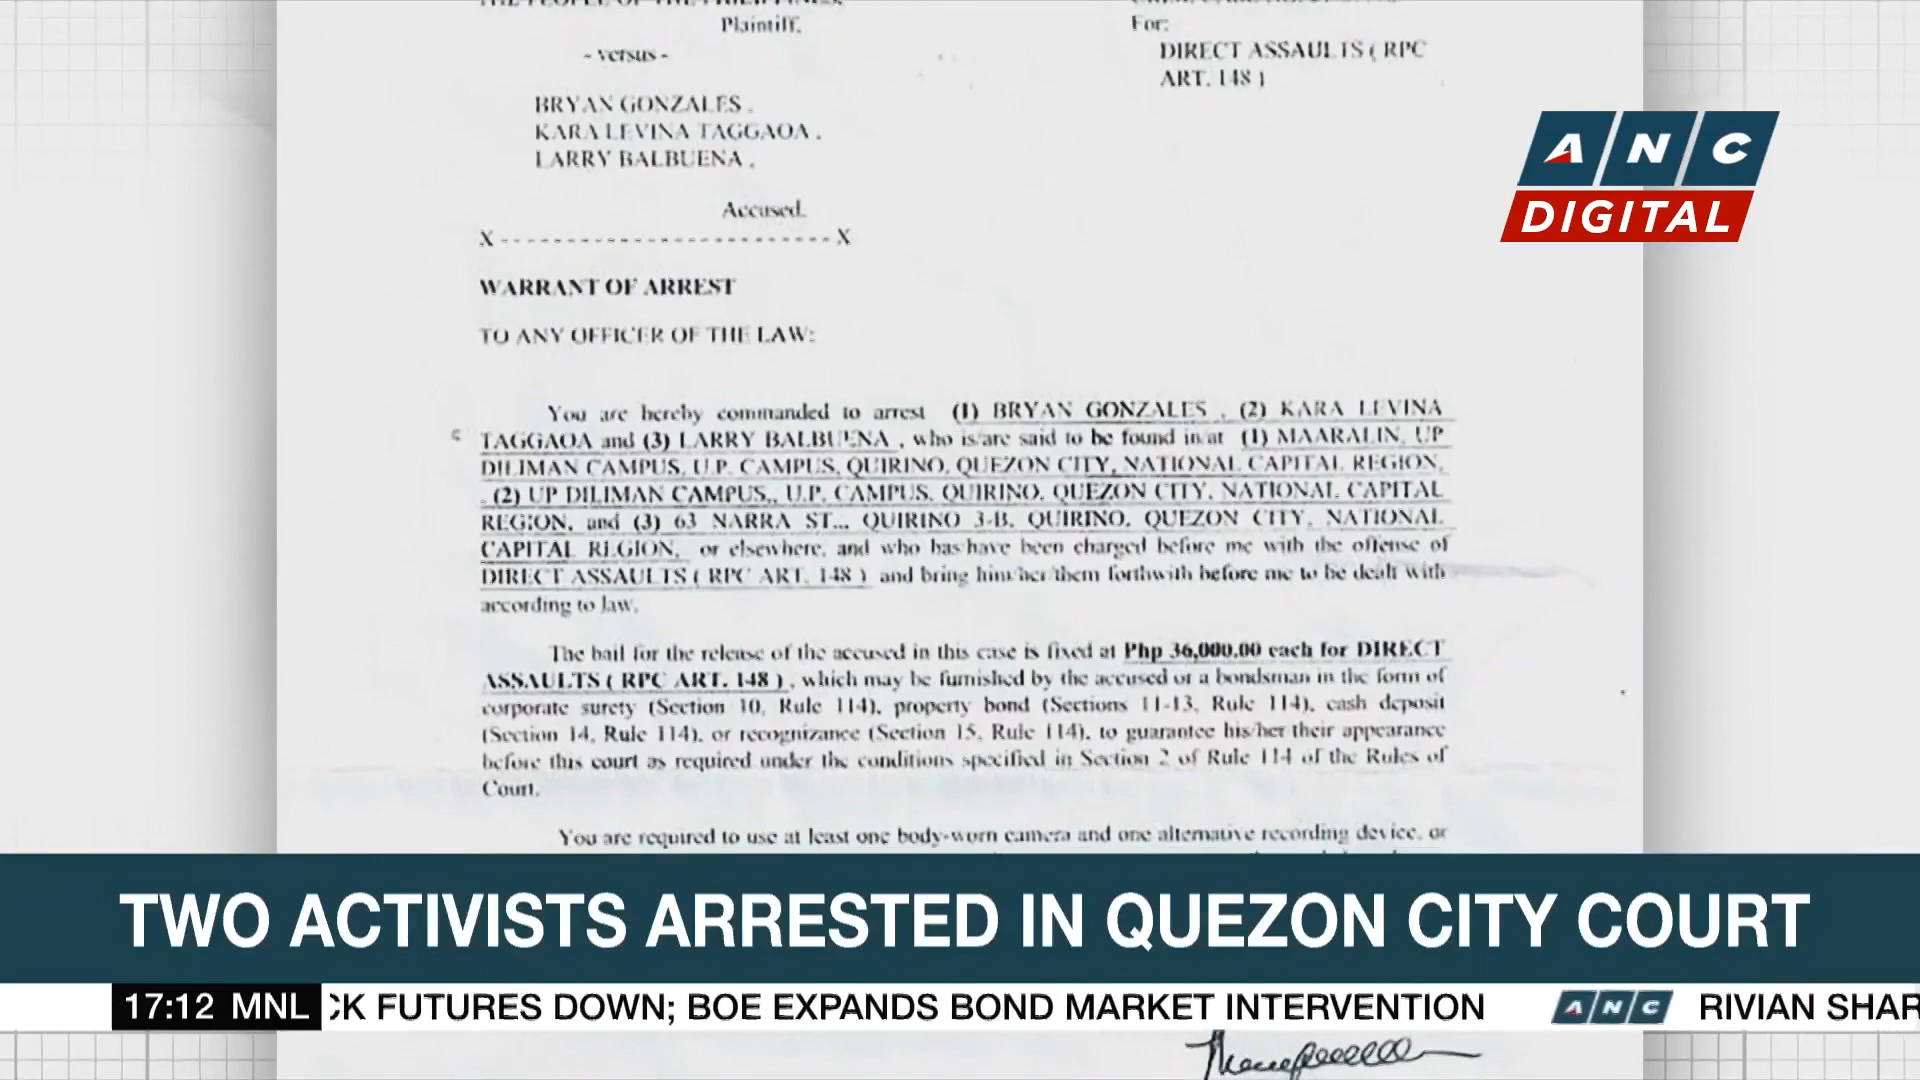 THE PEOPLE OF THE PHILIPPINES,
Plaintiff,
- versus -
BRYAN GONZALES ,
KARA LEVINA TAGGAOA ,
LARRY BALBUENA ,
Accused.
X - - - - - - - - - - - - - - - - - - - - - - - - - X
For:
DIRECT ASSAULTS ( RPC
ART. 148 )
WARRANT OF ARREST
TO ANY OFFICER OF THE LAW:
You are hereby commanded to arrest (1) BRYAN GONZALES , (2) KARA LEVINA
TAGGAOA and (3) LARRY BALBUENA , who is/are said to be found in/at (1) MAARALIN, UP
DILIMAN CAMPUS, U.P. CAMPUS, QUIRINO, QUEZON CITY, NATIONAL CAPITAL REGION,
, (2) UP DILIMAN CAMPUS,, U.P. CAMPUS, QUIRINO, QUEZON CITY, NATIONAL CAPITAL
REGION, and (3) 63 NARRA ST.,, QUIRINO 3-B, QUIRINO, QUEZON CITY, NATIONAL
CAPITAL REGION, or elsewhere, and who has/have been charged before me with the offense of
DIRECT ASSAULTS ( RPC ART. 148 ) and bring him/her/them forthwith before me to be dealt with
according to law.
The bail for the release of the accused in this case is fixed at Php 36,000.00 each for DIRECT
ASSAULTS ( RPC ART. 148 ) , which may be furnished by the accused or a bondsman in the form of
corporate surety (Section 10, Rule 114), property bond (Sections 11-13, Rule 114), cash deposit
(Section 14, Rule 114), or recognizance (Section 15, Rule 114), to guarantee his/her/their appearance
before this court as required under the conditions specified in Section 2 of Rule 114 of the Rules of
Court.
You are required to use at least one body-worn camera and one alternative recording device, or
ANC
DIGITAL
TWO ACTIVISTS ARRESTED IN QUEZON CITY COURT
17:12 MNL CK FUTURES DOWN; BOE EXPANDS BOND MARKET INTERVENTION ANC RIVIAN SHAR